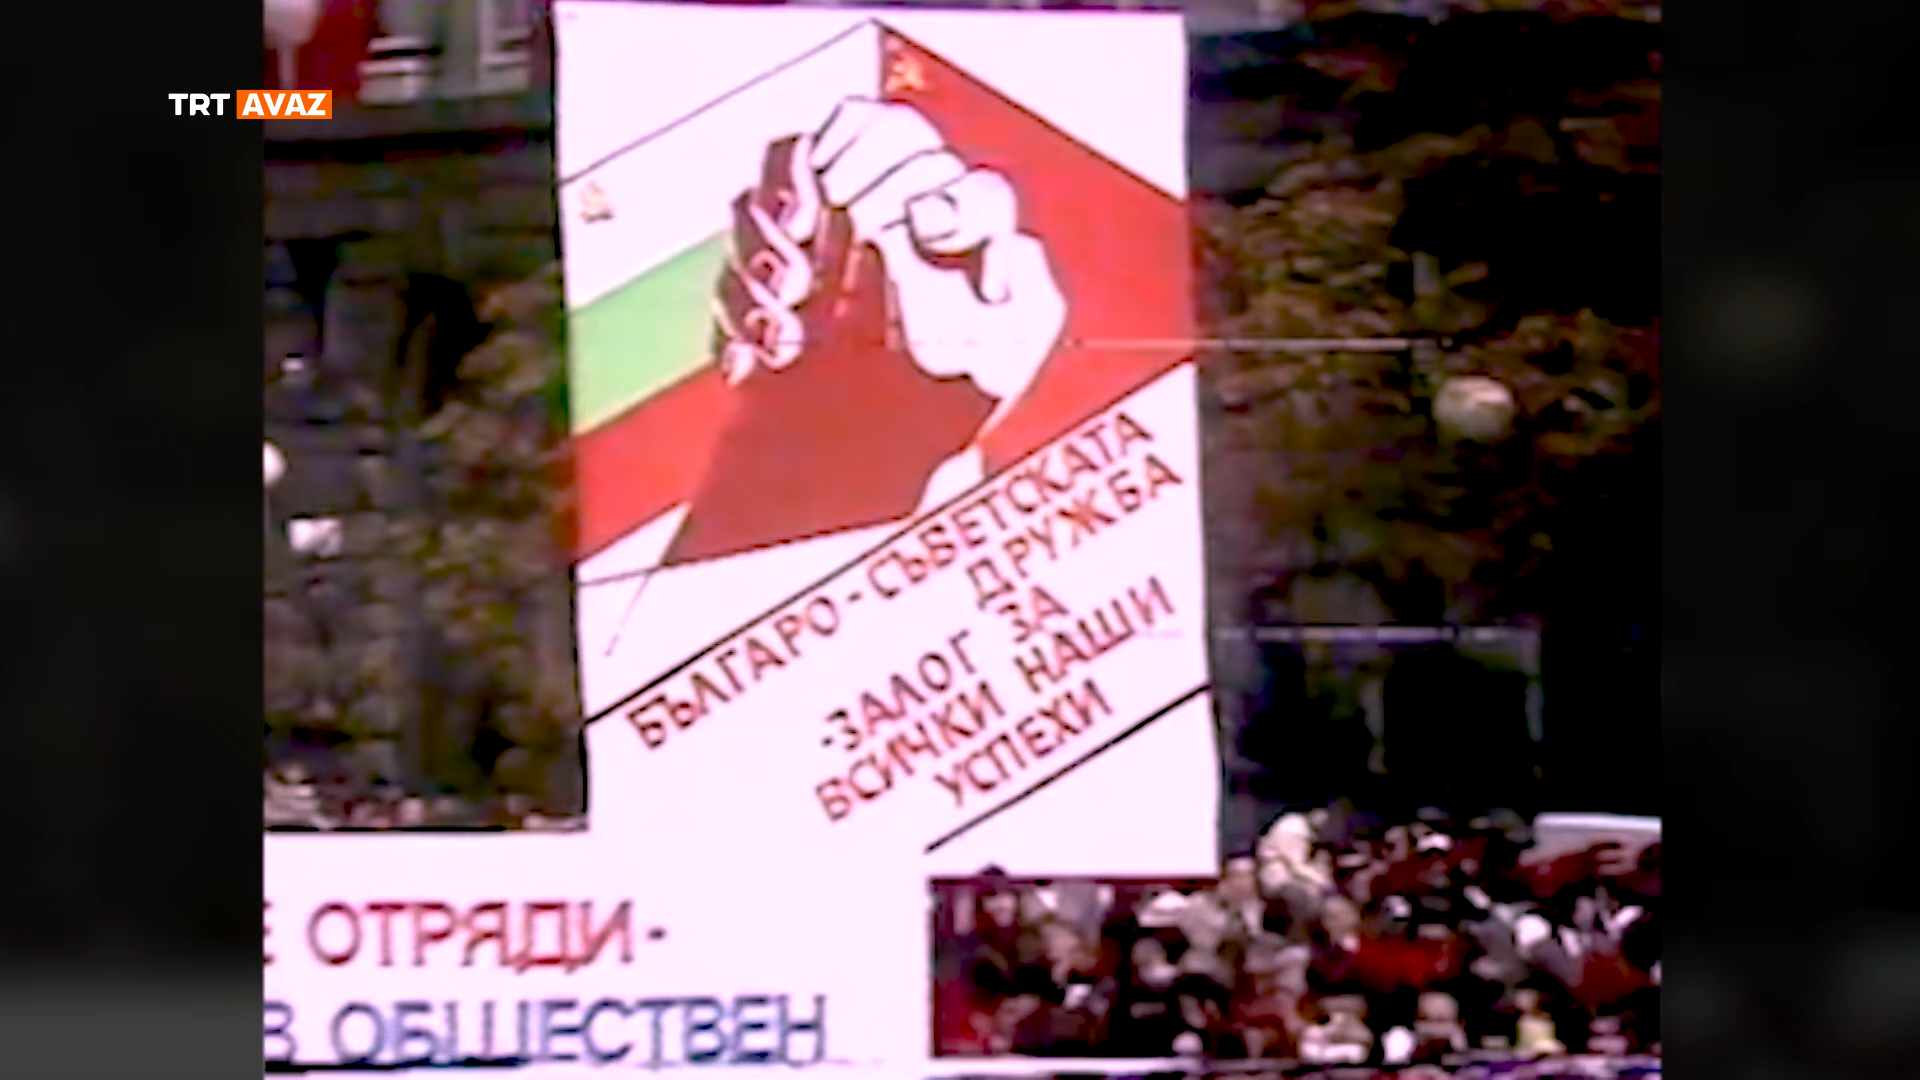 TRT AVAZ
БЪЛГАРО-СЪВЕТСКАТА
ДРУЖБА
-ЗАЛОГ ЗА
ВСИЧКИ НАШИ
УСПЕХИ
ОТРЯДИ-
В ОБЩЕСТВЕН